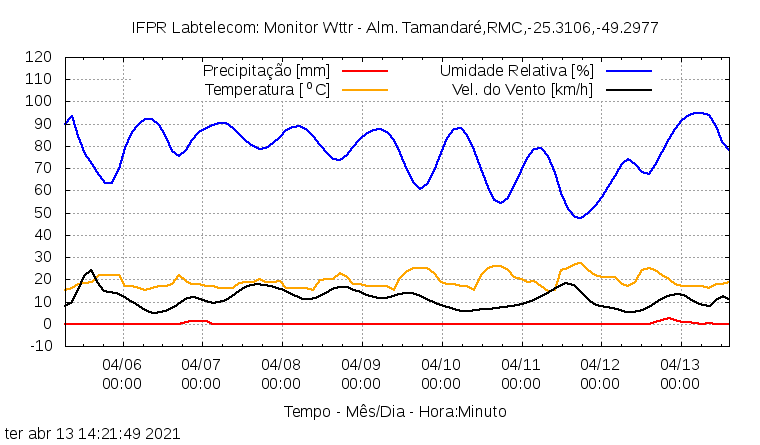 IFPR Labtelecom: Monitor Wttr - Alm. Tamandaré,RMC,-25.3106,-49.2977
120
110
100
90
80
70
60
50
40
30
20
10
0
-10
Precipitação [mm] Umidade Relativa [%]
Temperatura [⁰C] Vel. do Vento [km/h]
04/06 04/07 04/08 04/09 04/10 04/11 04/12 04/13
00:00 00:00 00:00 00:00 00:00 00:00 00:00 00:00
Tempo - Mês/Dia - Hora:Minuto
ter abr 13 14:21:49 2021